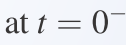 at t = 0⁻